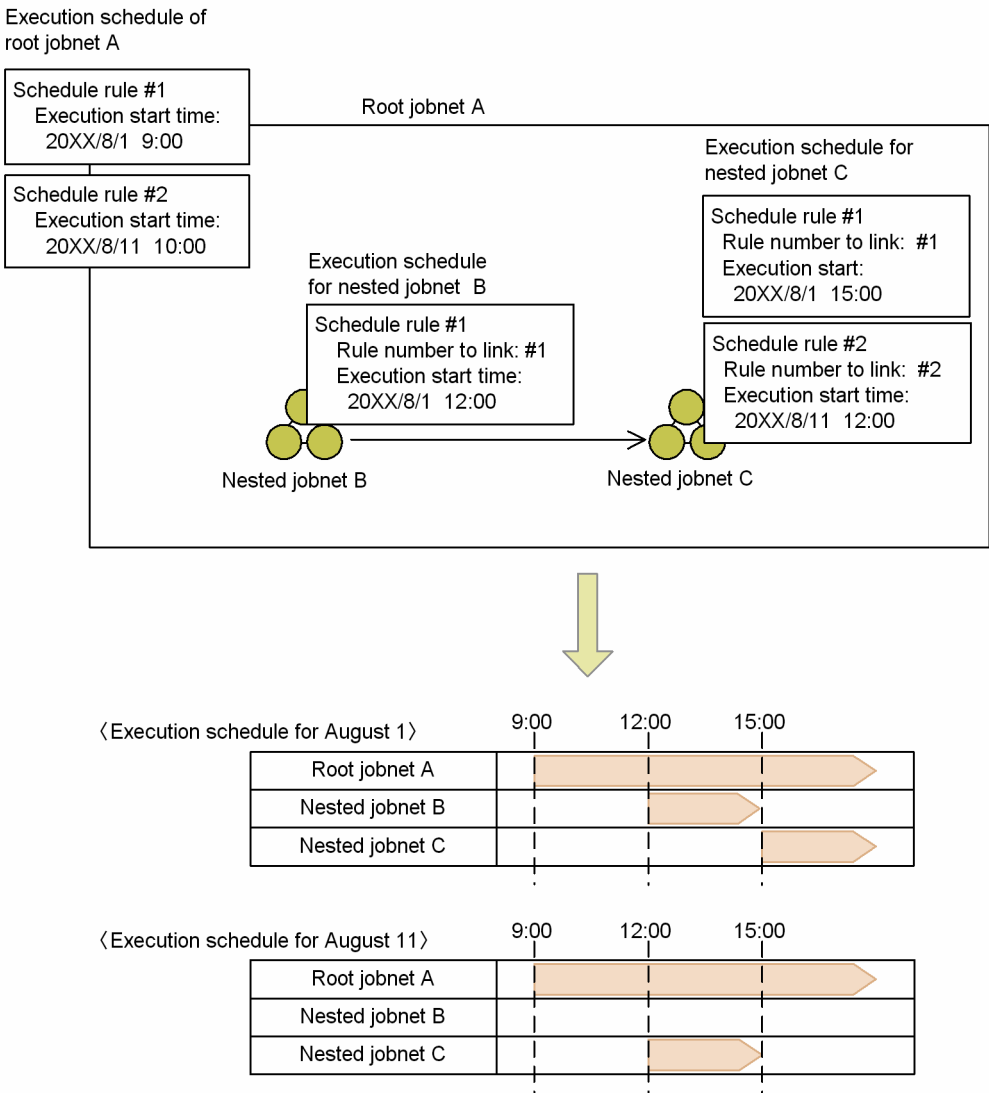 Execution schedule of
root jobnet A
Schedule rule #1
Execution start time:
20XX/8/1 9:00
Schedule rule #2
Execution start time:
20XX/8/11 10:00
Root jobnet A
Execution schedule
for nested jobnet B
Schedule rule #1
Rule number to link: #1
Execution start time:
20XX/8/1 12:00
Execution schedule for
nested jobnet C
Schedule rule #1
Rule number to link: #1
Execution start:
20XX/8/1 15:00
Schedule rule #2
Rule number to link: #2
Execution start time:
20XX/8/11 12:00
Nested jobnet B
Nested jobnet C
〈Execution schedule for August 1〉
9:00 12:00 15:00
Root jobnet A
Nested jobnet B
Nested jobnet C
〈Execution schedule for August 11〉
9:00 12:00 15:00
Root jobnet A
Nested jobnet B
Nested jobnet C